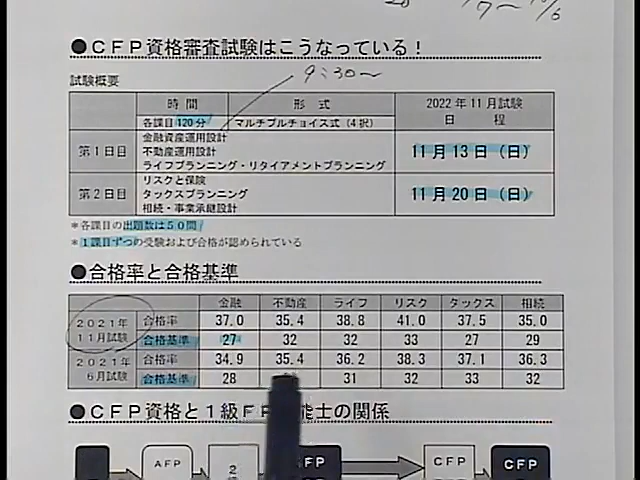 7~ 10/6
●ＣＦＰ資格審査試験はこうなっている！
9:30~
試験概要
時間 形式 2022年11月試験
各課目120分 マルチプルチョイス式(4択) 日程
第1日目 金融資産運用設計 11月13日(日)
不動産運用設計
ライフプランニング・リタイアメントプランニング
第2日目 リスクと保険 11月20日(日)
タックスプランニング
相続・事業承継設計
*各課目の出題数は５０問
*1課目ずつの受験および合格が認められている
●合格率と合格基準
金融 不動産 ライフ リスク タックス 相続
2021年11月試験 合格率 37.0 35.4 38.8 41.0 37.5 35.0
合格基準 27 32 32 33 27 29
2021年6月試験 合格率 34.9 35.4 36.2 38.3 37.1 36.3
合格基準 28 31 32 33 32
●ＣＦＰ資格と１級ＦＰ 能士の関係
AFP 2 FP CFP CFP